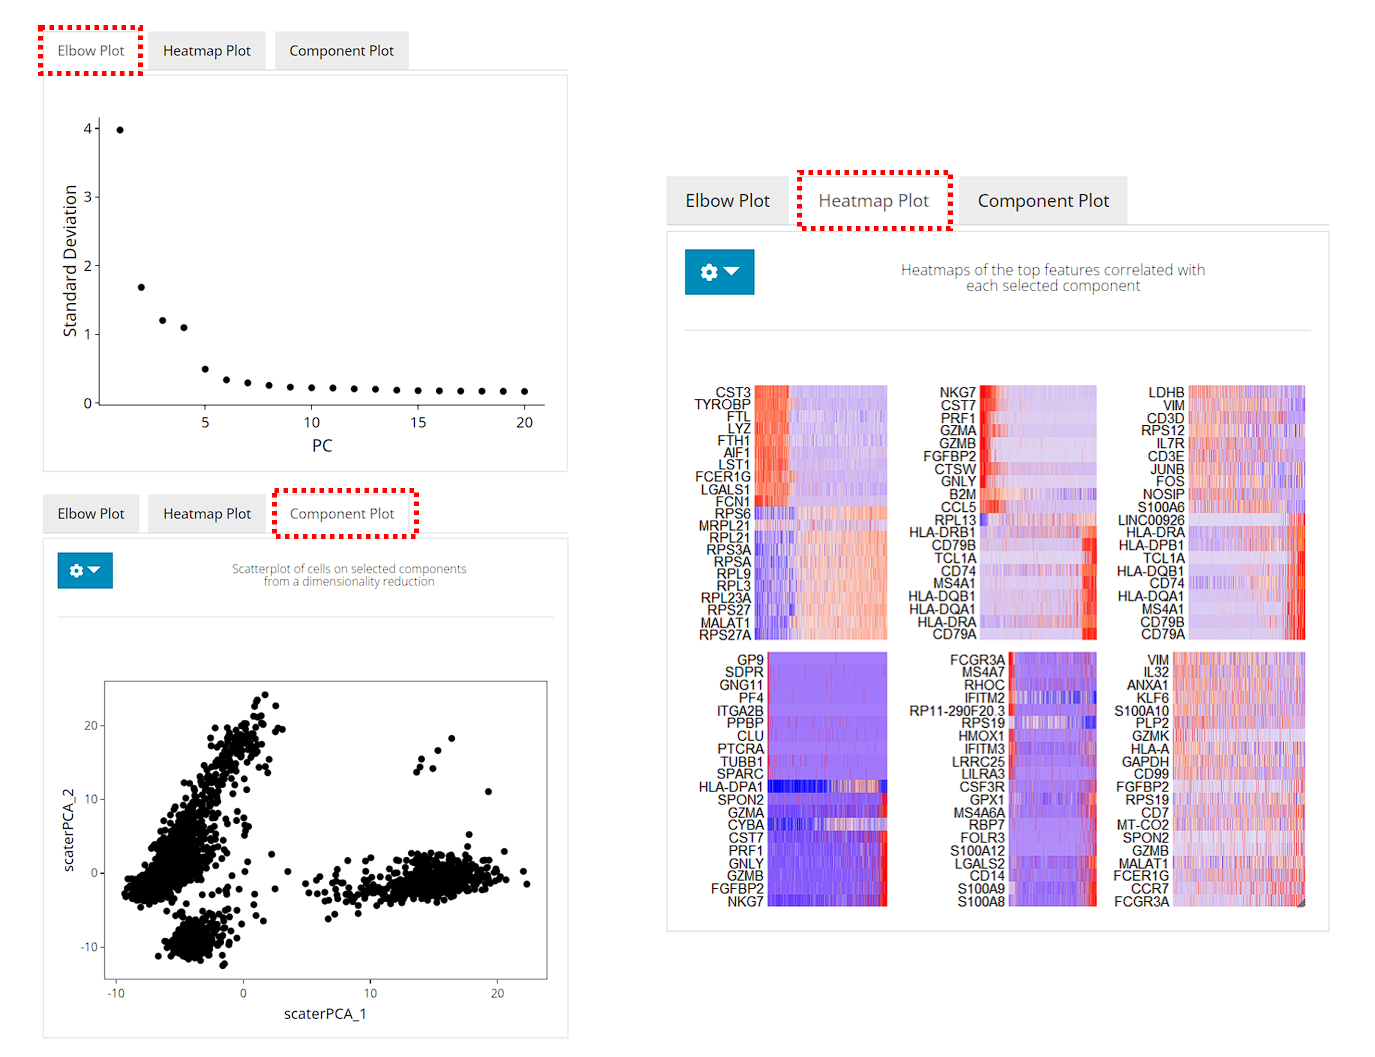 Elbow Plot
Heatmap Plot
Component Plot
Standard Deviation
4
3
2
1
0
5
10
15
20
PC
Elbow Plot
Heatmap Plot
Component Plot
Scatterplot of cells on selected components
from a dimensionality reduction
scaterPCA_2
20
10
0
-10
-10
0
10
20
scaterPCA_1
Elbow Plot
Heatmap Plot
Component Plot
Heatmaps of the top features correlated with
each selected component
CST3
TYROBP
FTL
LYZ
FTH1
AIF1
LST1
FCER1G
LGALS1
FCN1
RPS6
MRPL21
RPL21
RPS3A
RPSA
RPL9
RPL3
RPL23A
RPS27
MALAT1
RPS27A
NKG7
CST7
PRF1
GZMA
GZMB
FGFBP2
CTSW
GNLY
B2M
CCL5
RPL13
HLA-DRB1
CD79B
TCL1A
CD74
MS4A1
HLA-DQB1
HLA-DQA1
HLA-DRA
CD79A
LDHB
VIM
CD3D
RPS12
IL7R
CD3E
JUNB
FOS
NOSIP
S100A6
LINC00926
HLA-DRA
HLA-DPB1
TCL1A
HLA-DQB1
CD74
HLA-DQA1
MS4A1
CD79B
CD79A
GP9
SDPR
GNG11
PF4
ITGA2B
PPBP
CLU
PTCRA
TUBB1
SPARC
HLA-DPA1
SPON2
GZMA
CYBA
CST7
PRF1
GNLY
GZMB
FGFBP2
NKG7
FCGR3A
MS4A7
RHOC
IFITM2
RP11-290F20.3
RPS19
HMOX1
IFITM3
LRRC25
LILRA3
CSF3R
GPX1
MS4A6A
RBP7
FOLR3
S100A12
LGALS2
CD14
S100A9
S100A8
VIM
IL32
ANXA1
KLF6
S100A10
PLP2
GZMK
HLA-A
GAPDH
CD99
FGFBP2
RPS19
CD7
MT-CO2
SPON2
GZMB
MALAT1
FCER1G
CCR7
FCGR3A